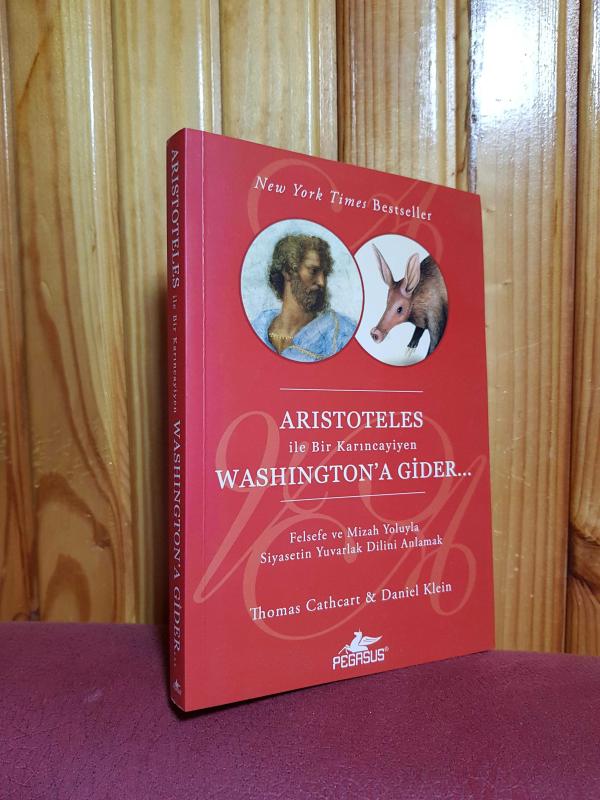 New York Times Bestseller
ARISTOTELES
ile Bir Karıncayiyen
WASHINGTON'A GİDER...
Felsefe ve Mizah Yoluyla
Siyasetin Yuvarlak Dilini Anlamak
Thomas Cathcart & Daniel Klein
PEGASUS®
ARISTOTELES ile Bir Karıncayiyen WASHINGTON'A GİDER...